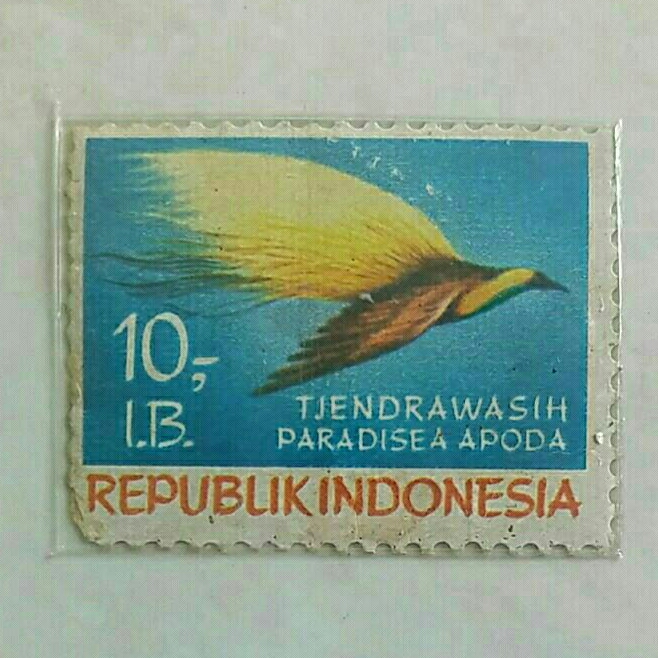 10,-
I.B.
TJENDRAWASIH
PARADISEA APODA
REPUBLIK INDONESIA